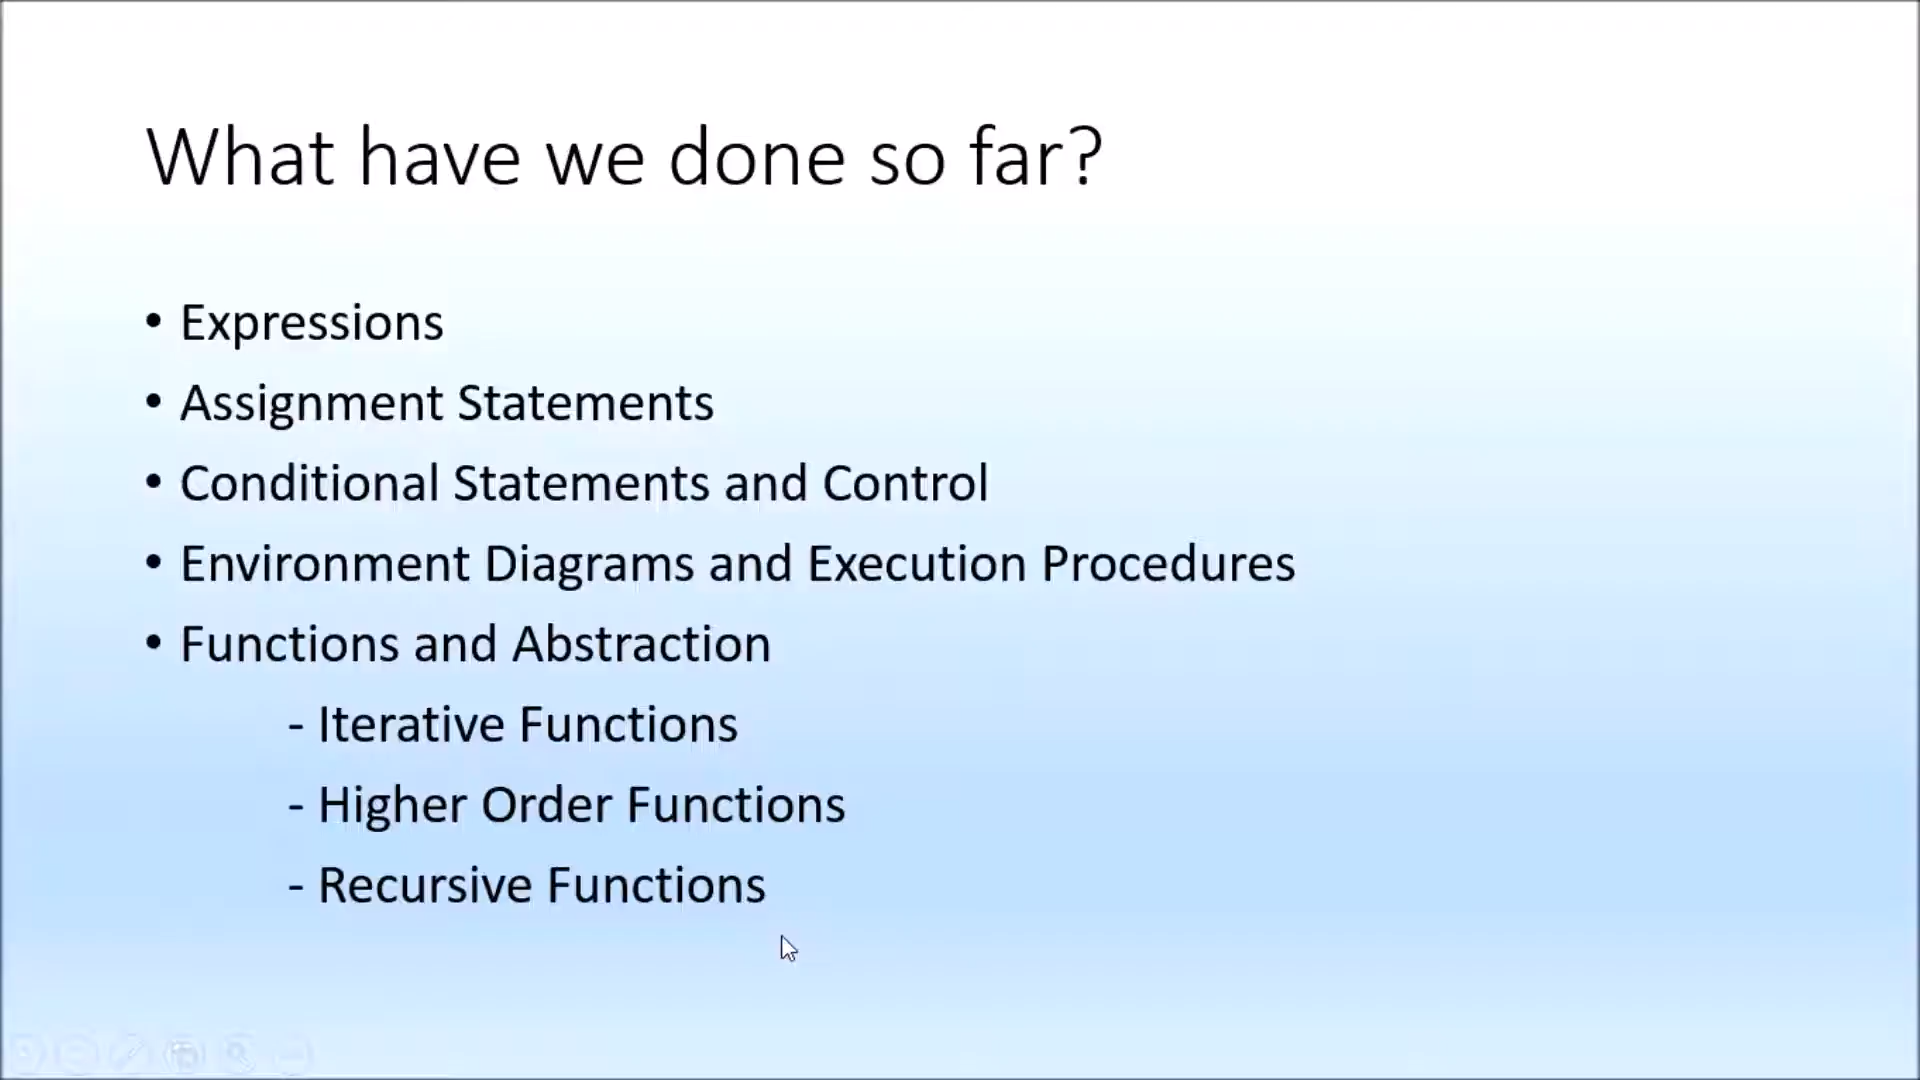 What have we done so far?
• Expressions
• Assignment Statements
• Conditional Statements and Control
• Environment Diagrams and Execution Procedures
• Functions and Abstraction
- Iterative Functions
- Higher Order Functions
- Recursive Functions